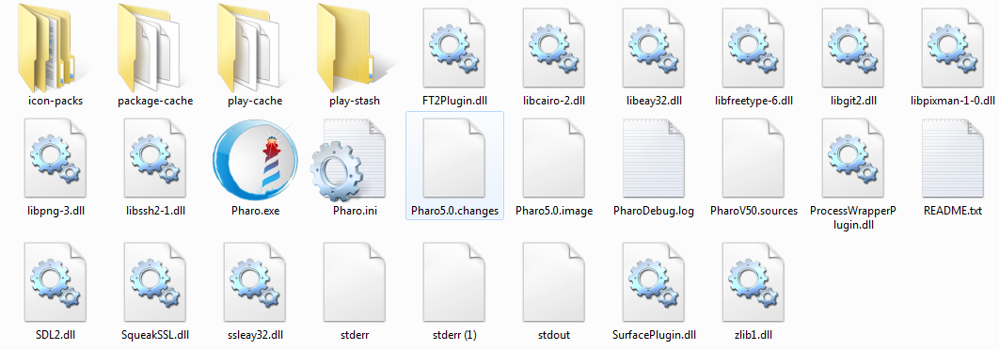 icon-packs package-cache play-cache play-stash FT2Plugin.dll libcairo-2.dll libeay32.dll libfreetype-6.dll libgit2.dll libpixman-1-0.dll
libpng-3.dll libssh2-1.dll Pharo.exe Pharo.ini Pharo5.0.changes Pharo5.0.image PharoDebug.log PharoV50.sources ProcessWrapperP README.txt
lugin.dll
SDL2.dll SqueakSSL.dll ssleay32.dll stderr stderr (1) stdout SurfacePlugin.dll zlib1.dll